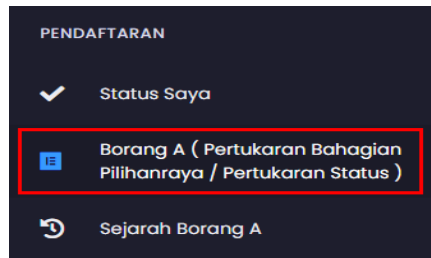 PENDAFTARAN
Status Saya
Borang A ( Pertukaran Bahagian
Pilihanraya / Pertukaran Status )
Sejarah Borang A